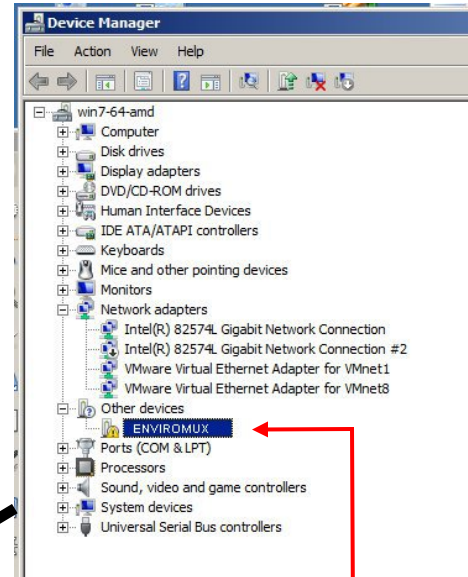 Device Manager
File Action View Help
win7-64-amd
Computer
Disk drives
Display adapters
DVD/CD-ROM drives
Human Interface Devices
IDE ATA/ATAPI controllers
Keyboards
Mice and other pointing devices
Monitors
Network adapters
Intel(R) 82574L Gigabit Network Connection
Intel(R) 82574L Gigabit Network Connection #2
VMware Virtual Ethernet Adapter for VMnet1
VMware Virtual Ethernet Adapter for VMnet8
Other devices
ENVIROMUX
Ports (COM & LPT)
Processors
Sound, video and game controllers
System devices
Universal Serial Bus controllers